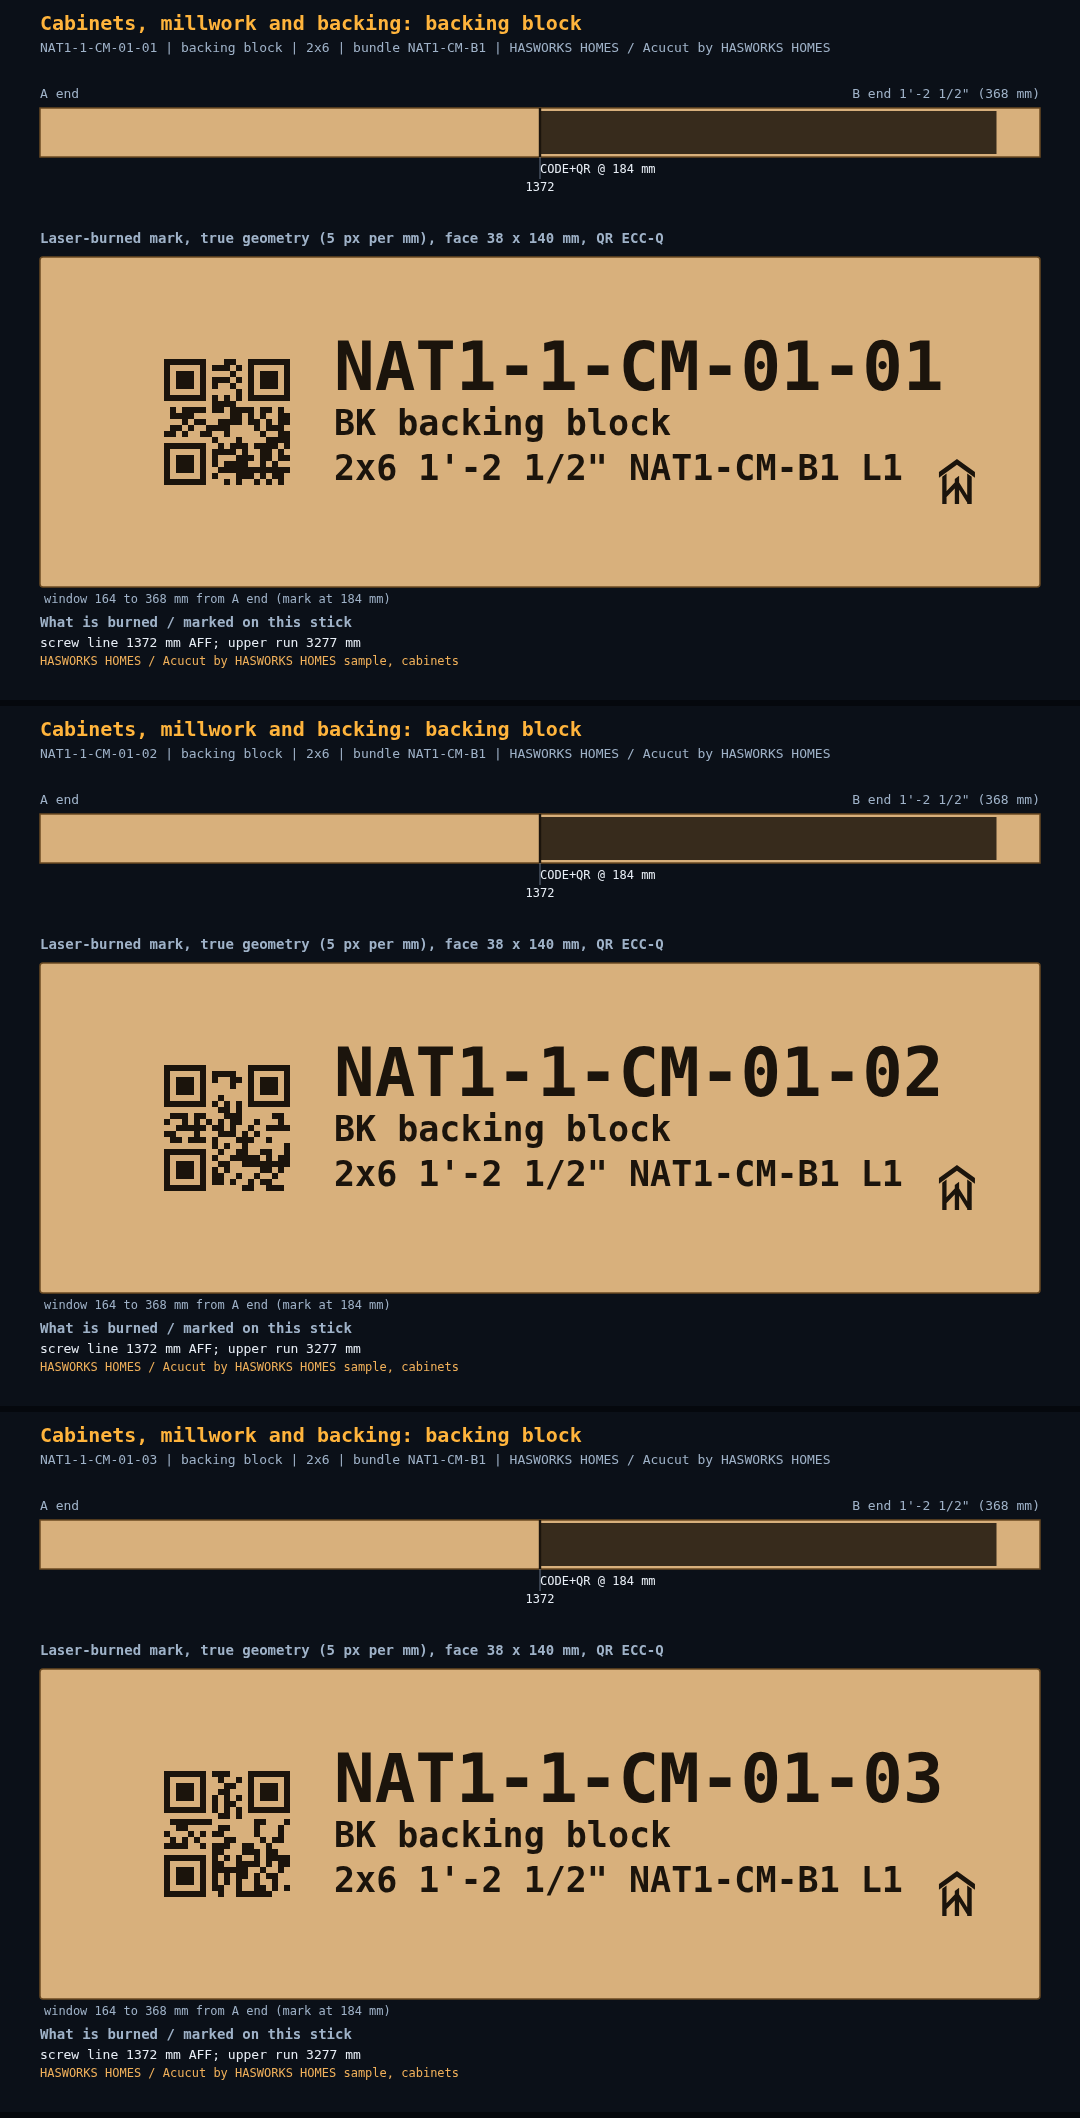 Cabinets, millwork and backing: backing block
NAT1-1-CM-01-01 | backing block | 2x6 | bundle NAT1-CM-B1 | HASWORKS HOMES / Acucut by HASWORKS HOMES
A end
B end 1'-2 1/2" (368 mm)
CODE+QR @ 184 mm
1372
Laser-burned mark, true geometry (5 px per mm), face 38 x 140 mm, QR ECC-Q
NAT1-1-CM-01-01
BK backing block
2x6 1'-2 1/2" NAT1-CM-B1 L1
window 164 to 368 mm from A end (mark at 184 mm)
What is burned / marked on this stick
screw line 1372 mm AFF; upper run 3277 mm
HASWORKS HOMES / Acucut by HASWORKS HOMES sample, cabinets
Cabinets, millwork and backing: backing block
NAT1-1-CM-01-02 | backing block | 2x6 | bundle NAT1-CM-B1 | HASWORKS HOMES / Acucut by HASWORKS HOMES
A end
B end 1'-2 1/2" (368 mm)
CODE+QR @ 184 mm
1372
Laser-burned mark, true geometry (5 px per mm), face 38 x 140 mm, QR ECC-Q
NAT1-1-CM-01-02
BK backing block
2x6 1'-2 1/2" NAT1-CM-B1 L1
window 164 to 368 mm from A end (mark at 184 mm)
What is burned / marked on this stick
screw line 1372 mm AFF; upper run 3277 mm
HASWORKS HOMES / Acucut by HASWORKS HOMES sample, cabinets
Cabinets, millwork and backing: backing block
NAT1-1-CM-01-03 | backing block | 2x6 | bundle NAT1-CM-B1 | HASWORKS HOMES / Acucut by HASWORKS HOMES
A end
B end 1'-2 1/2" (368 mm)
CODE+QR @ 184 mm
1372
Laser-burned mark, true geometry (5 px per mm), face 38 x 140 mm, QR ECC-Q
NAT1-1-CM-01-03
BK backing block
2x6 1'-2 1/2" NAT1-CM-B1 L1
window 164 to 368 mm from A end (mark at 184 mm)
What is burned / marked on this stick
screw line 1372 mm AFF; upper run 3277 mm
HASWORKS HOMES / Acucut by HASWORKS HOMES sample, cabinets